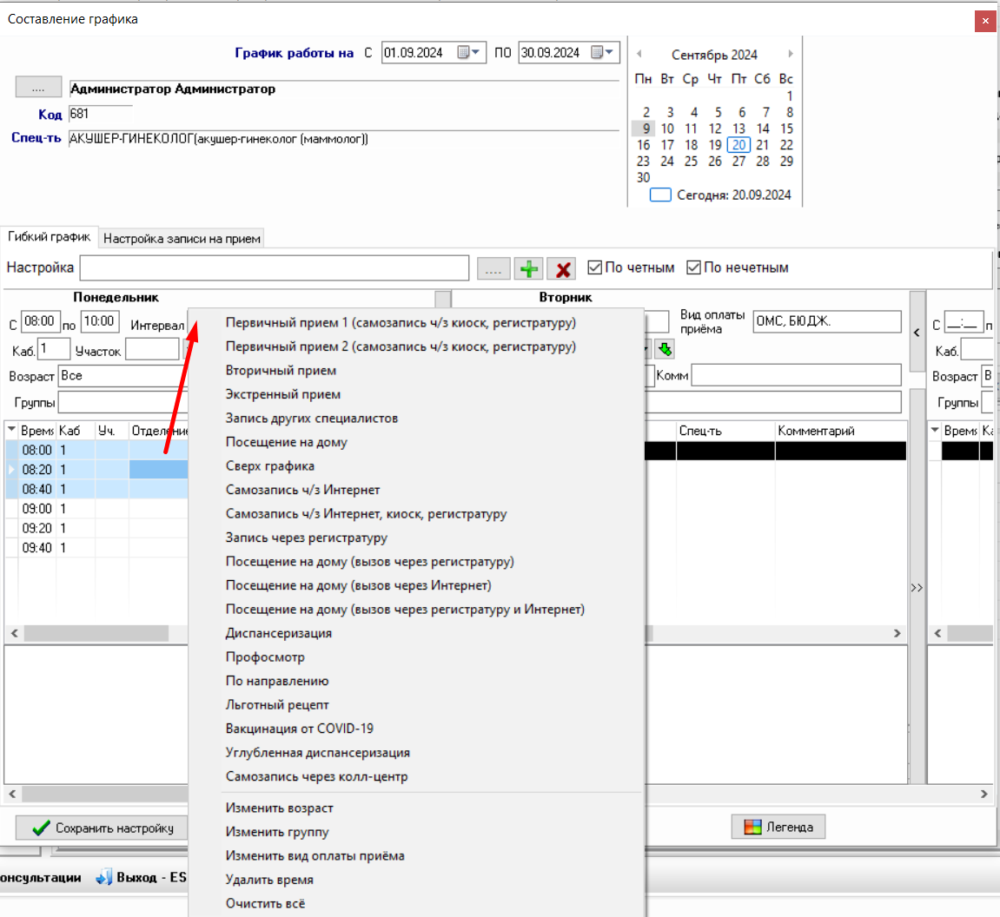 Составление графика
График работы на С 01.09.2024 ПО 30.09.2024
.... Администратор Администратор
Код 681
Спец-ть АКУШЕР-ГИНЕКОЛОГ(акушер-гинеколог (маммолог))
Сентябрь 2024
Пн Вт Ср Чт Пт Сб Вс
1
2 3 4 5 6 7 8
9 10 11 12 13 14 15
16 17 18 19 20 21 22
23 24 25 26 27 28 29
30
Сегодня: 20.09.2024
Гибкий график Настройка записи на прием
Настройка .... По четным По нечетным
Понедельник Вторник
С 08:00 по 10:00 Интервал
Каб. 1 Участок
Возраст Все
Группы
Время Каб Уч. Отделение
08:00 1
08:20 1
08:40 1
09:00 1
09:20 1
09:40 1
Первичный прием 1 (самозапись ч/з киоск, регистратуру)
Первичный прием 2 (самозапись ч/з киоск, регистратуру)
Вторичный прием
Экстренный прием
Запись других специалистов
Посещение на дому
Сверх графика
Самозапись ч/з Интернет
Самозапись ч/з Интернет, киоск, регистратуру
Запись через регистратуру
Посещение на дому (вызов через регистратуру)
Посещение на дому (вызов через Интернет)
Посещение на дому (вызов через регистратуру и Интернет)
Диспансеризация
Профосмотр
По направлению
Льготный рецепт
Вакцинация от COVID-19
Углубленная диспансеризация
Самозапись через колл-центр
Изменить возраст
Изменить группу
Изменить вид оплаты приёма
Удалить время
Очистить всё
Вид оплаты
приёма ОМС, БЮДЖ.
Комм
Спец-ть Комментарий
< >>
С __:__ п
Каб.
Возраст В
Группы
Время Ка
Сохранить настройку Легенда
онсультации Выход - ES